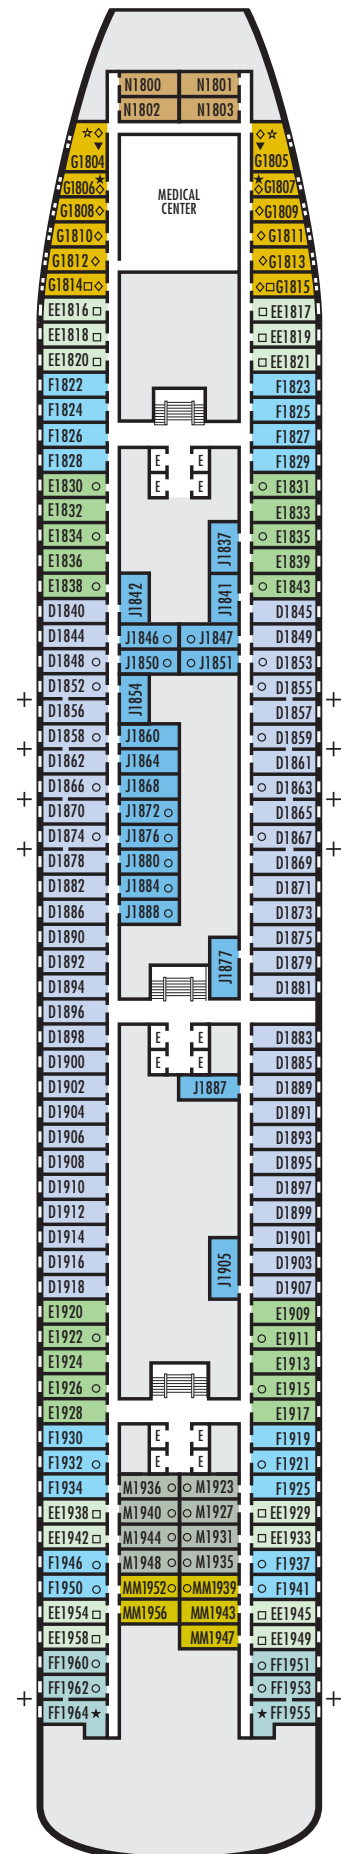 N1800 N1801
N1802 N1803
☆◇ ◇☆
▼ ▼
G1804 G1805
★ ★
G1806◇ MEDICAL ◇G1807
G1808◇ CENTER ◇G1809
G1810◇ ◇G1811
G1812◇ ◇G1813
G1814□◇ ◇□G1815
EE1816□ □EE1817
EE1818□ □EE1819
EE1820□ □EE1821
F1822 F1823
F1824 F1825
F1826 F1827
F1828 E E F1829
E1830○ E E ○E1831
E1832 E1833
E1834○ J1837 ○E1835
E1836 E1839
E1838○ J1842 J1841 ○E1843
D1840 D1845
D1844 J1846○ ○J1847 D1849
D1848○ J1850○ ○J1851 ○D1853
D1852○ J1854 ○D1855
D1856 D1857
D1858○ J1860 ○D1859
D1862 J1864 D1861
D1866○ J1868 ○D1863
D1870 J1872○ D1865
D1874○ J1876○ ○D1867
D1878 J1880○ D1869
D1882 J1884○ D1871
D1886 J1888○ D1873
D1890 D1875
D1892 J1877 D1879
D1894 D1881
D1896
D1898 E E D1883
D1900 E E D1885
D1902 J1887 D1889
D1904 D1891
D1906 D1893
D1908 D1895
D1910 D1897
D1912 D1899
D1914 D1901
D1916 J1905 D1903
D1918 D1907
E1920 E1909
E1922○ ○E1911
E1924 E1913
E1926○ ○E1915
E1928 E1917
F1930 E E F1919
F1932○ E E ○F1921
F1934 M1936○ ○M1923 F1925
EE1938□ M1940○ ○M1927 □EE1929
EE1942□ M1944○ ○M1931 □EE1933
F1946○ M1948○ ○M1935 ○F1937
F1950○ MM1952○ ○MM1939 ○F1941
EE1954□ MM1956 MM1943 □EE1945
EE1958□ MM1947 □EE1949
FF1960○ ○FF1951
FF1962○ ○FF1953
FF1964★ ★FF1955